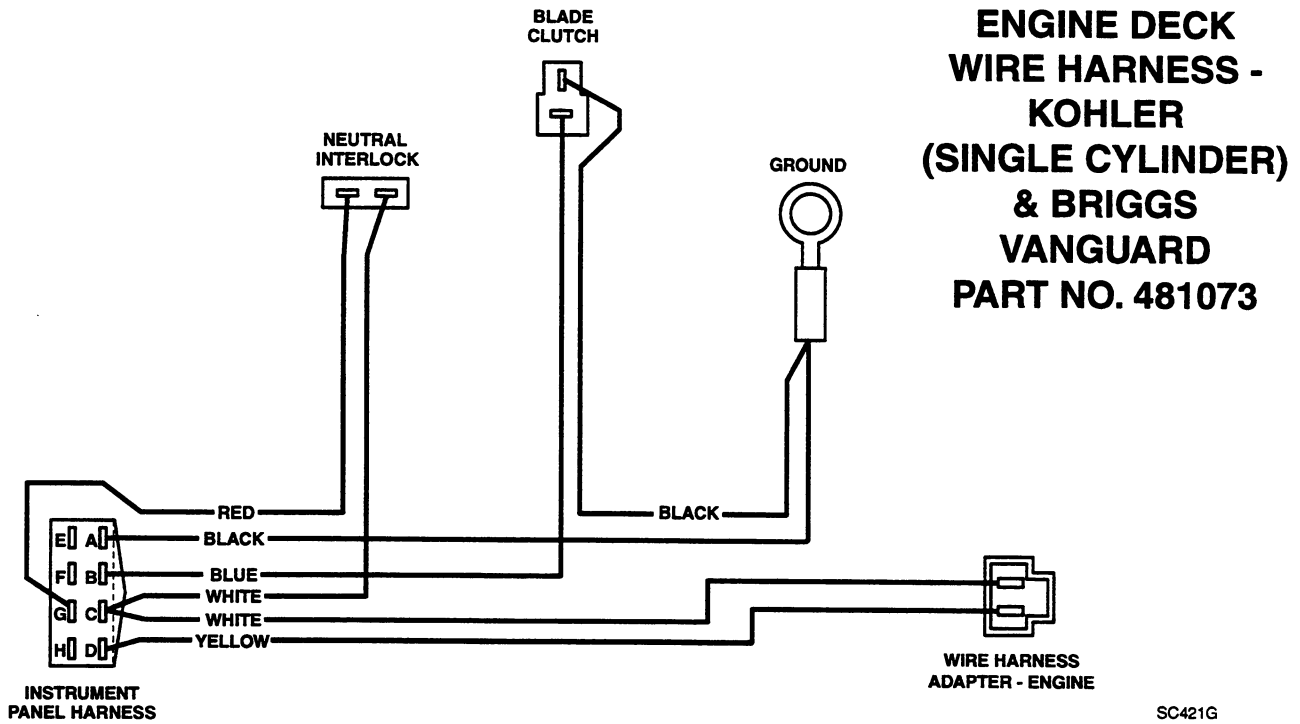 BLADE
CLUTCH
ENGINE DECK
WIRE HARNESS -
KOHLER
(SINGLE CYLINDER)
& BRIGGS
VANGUARD
PART NO. 481073
NEUTRAL
INTERLOCK
GROUND
RED
BLACK
BLACK
BLUE
WHITE
WHITE
YELLOW
E A
F B
G C
H D
INSTRUMENT
PANEL HARNESS
WIRE HARNESS
ADAPTER - ENGINE
SC421G